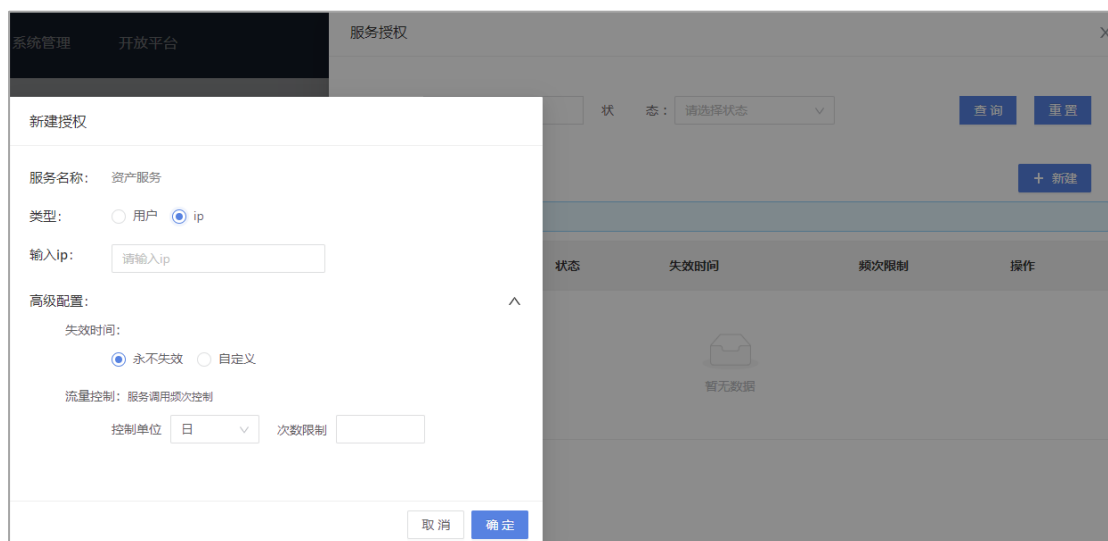 系统管理 开放平台
服务授权
状 态： 请选择状态 查询 重置
+ 新建
状态 失效时间 频次限制 操作
暂无数据
新建授权
服务名称： 资产服务
类型： 用户 ip
输入ip： 请输入ip
高级配置：
失效时间：
永不失效 自定义
流量控制：服务调用频次控制
控制单位 日 次数限制
取消 确定